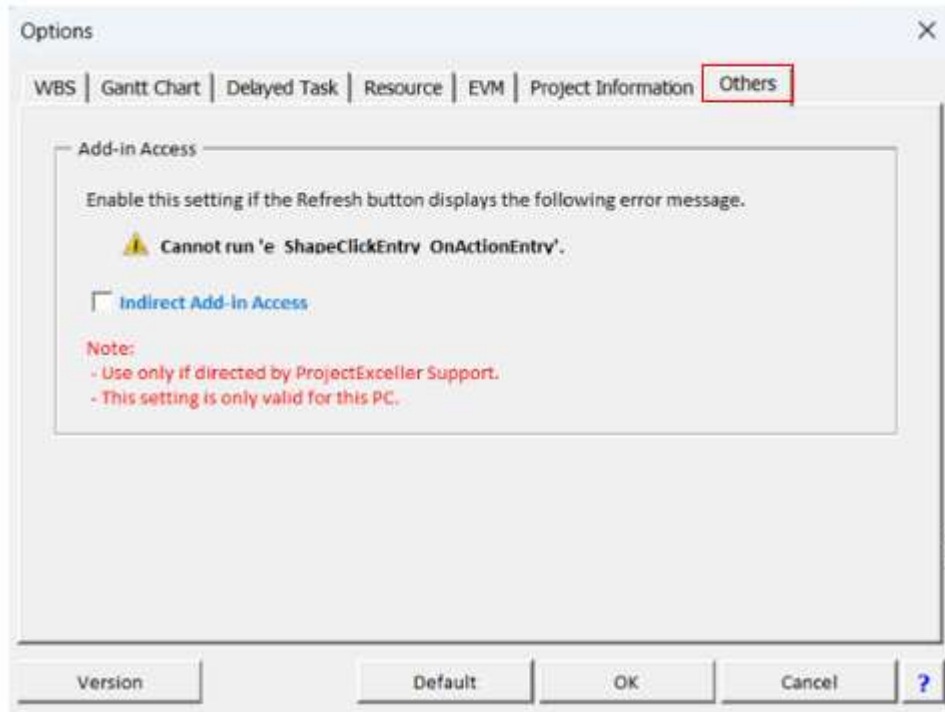 Options
WBS
Gantt Chart
Delayed Task
Resource
EVM
Project Information
Others
Add-in Access
Enable this setting if the Refresh button displays the following error message.
Cannot run 'e_ShapeClickEntry_OnActionEntry'.
Indirect Add-in Access
Note:
- Use only if directed by ProjectExceller Support.
- This setting is only valid for this PC.
Version
Default
OK
Cancel
?